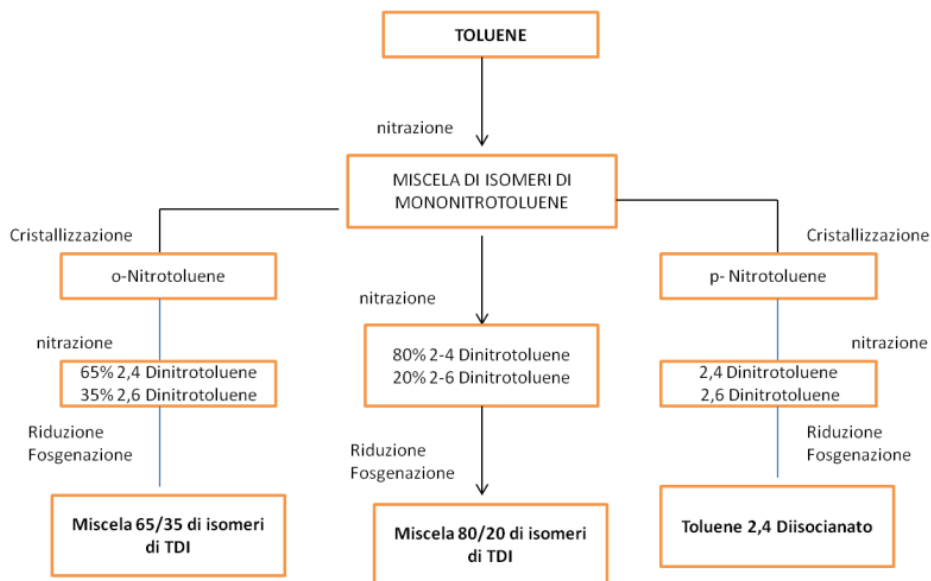 TOLUENE
nitrazione
MISCELA DI ISOMERI DI
MONONITROTOLUENE
Cristallizzazione
o-Nitrotoluene
nitrazione
65% 2,4 Dinitrotoluene
35% 2,6 Dinitrotoluene
Riduzione
Fosgenazione
Miscela 65/35 di isomeri
di TDI
nitrazione
80% 2-4 Dinitrotoluene
20% 2-6 Dinitrotoluene
Riduzione
Fosgenazione
Miscela 80/20 di isomeri
di TDI
Cristallizzazione
p- Nitrotoluene
nitrazione
2,4 Dinitrotoluene
2,6 Dinitrotoluene
Riduzione
Fosgenazione
Toluene 2,4 Diisocianato